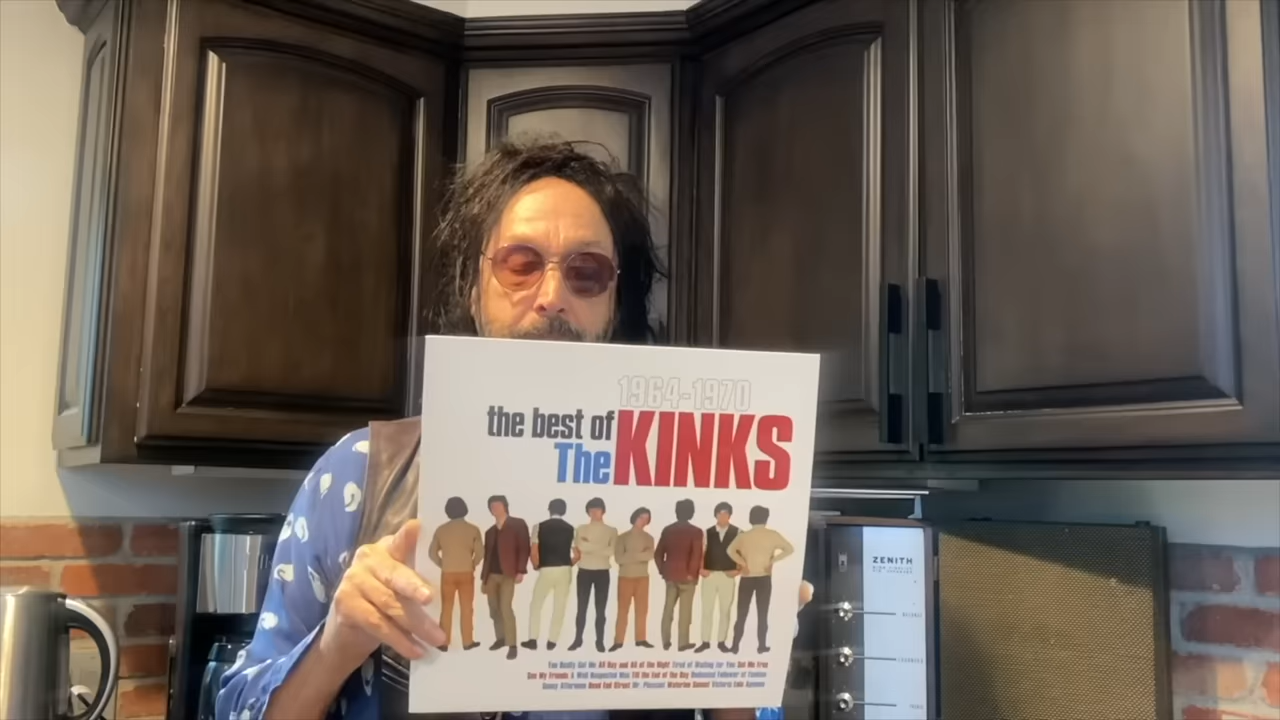 1964-1970
the best of
The KINKS
You Really Got Me All Day and All of the Night Tired of Waiting for You Set Me Free
See My Friends A Well Respected Man Till the End of the Day Dedicated Follower of Fashion
Sunny Afternoon Dead End Street Mr. Pleasant Waterloo Sunset Victoria Lola Apeman
ZENITH
BALANCE